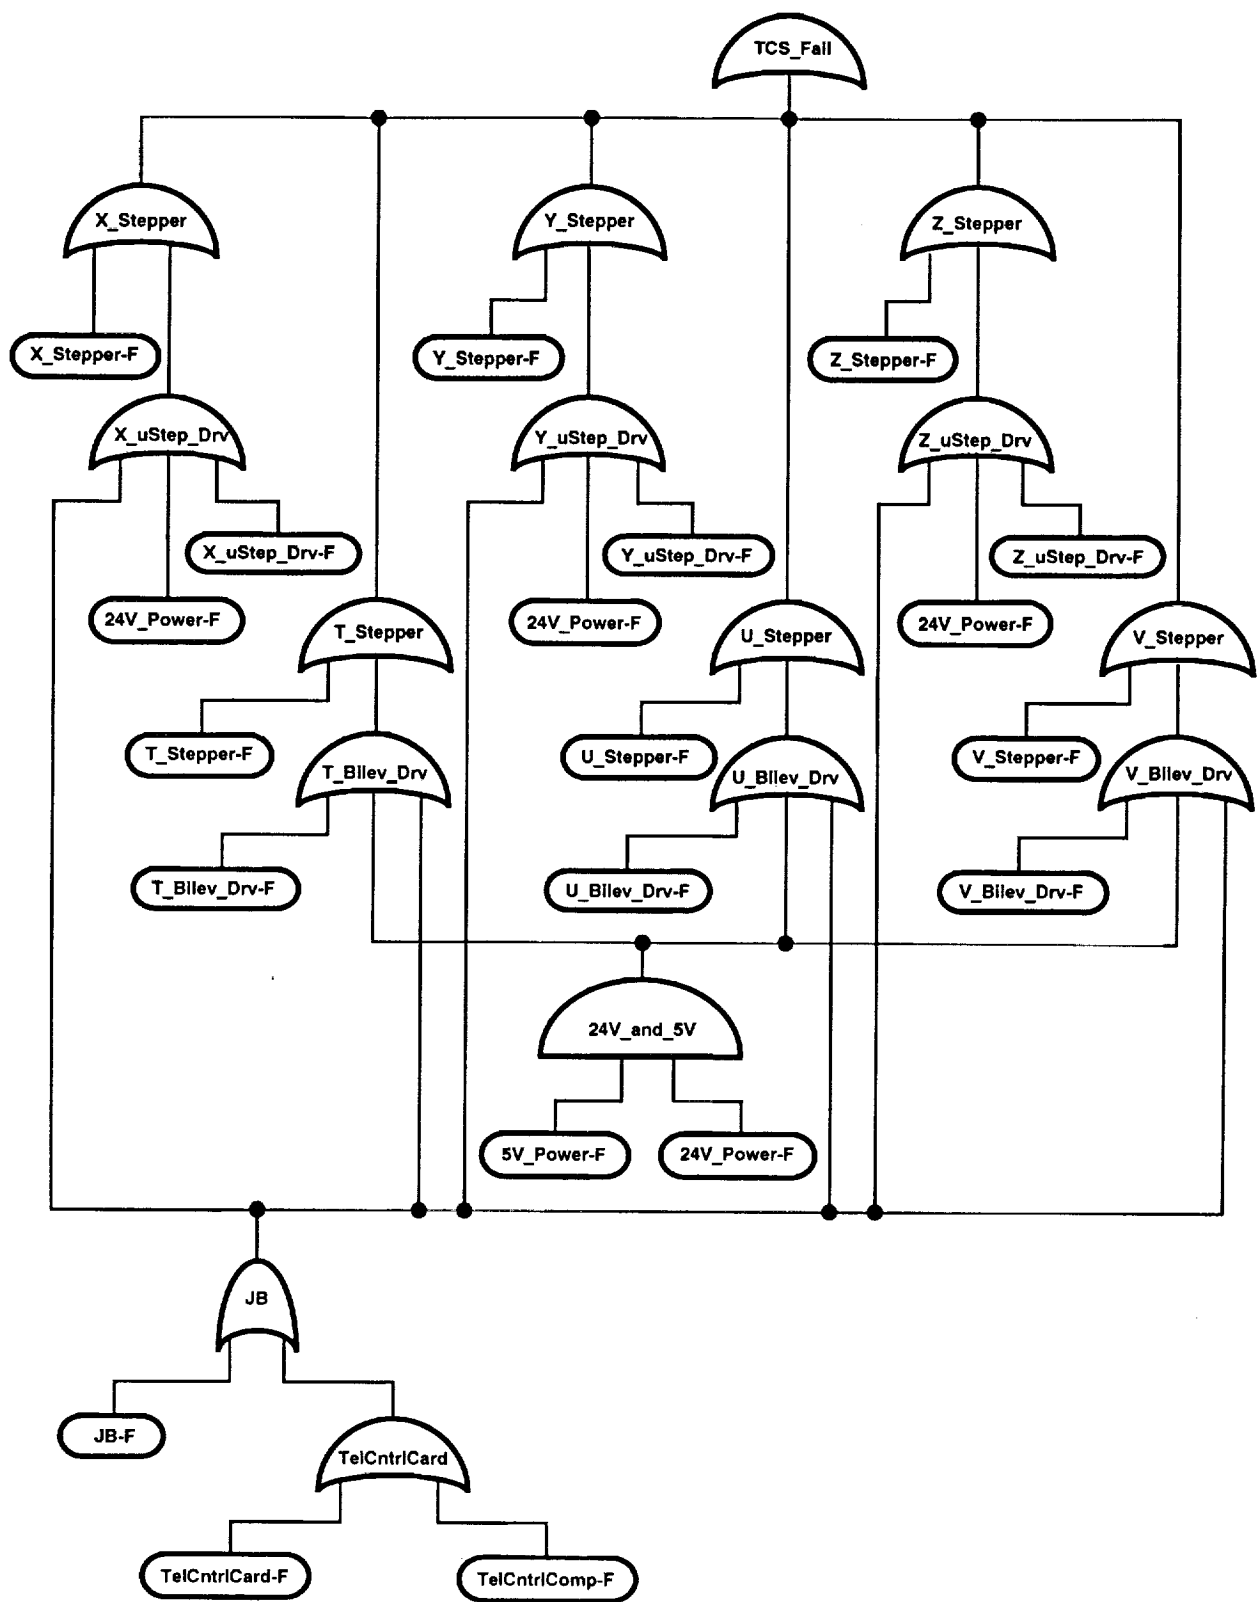 TCS_Fail
X_Stepper
Y_Stepper
Z_Stepper
X_Stepper-F
Y_Stepper-F
Z_Stepper-F
X_uStep_Drv
Y_uStep_Drv
Z_uStep_Drv
X_uStep_Drv-F
Y_uStep_Drv-F
Z_uStep_Drv-F
24V_Power-F
24V_Power-F
24V_Power-F
T_Stepper
U_Stepper
V_Stepper
T_Stepper-F
U_Stepper-F
V_Stepper-F
T_Bilev_Drv
U_Bilev_Drv
V_Bilev_Drv
T_Bilev_Drv-F
U_Bilev_Drv-F
V_Bilev_Drv-F
24V_and_5V
5V_Power-F
24V_Power-F
JB
JB-F
TelCntrlCard
TelCntrlCard-F
TelCntrlComp-F